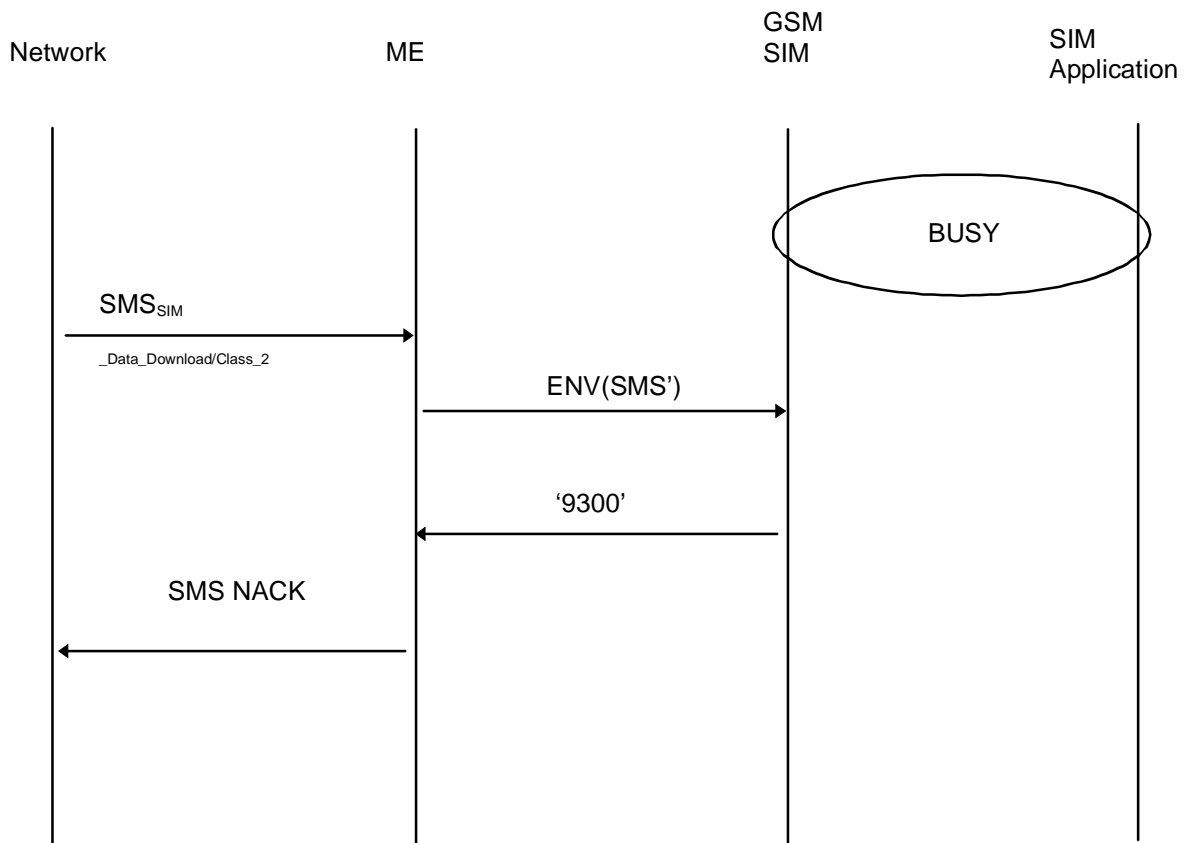 Network
ME
GSM
SIM
SIM
Application
BUSY
SMSSIM
_Data_Download/Class_2
ENV(SMS’)
‘9300’
SMS NACK